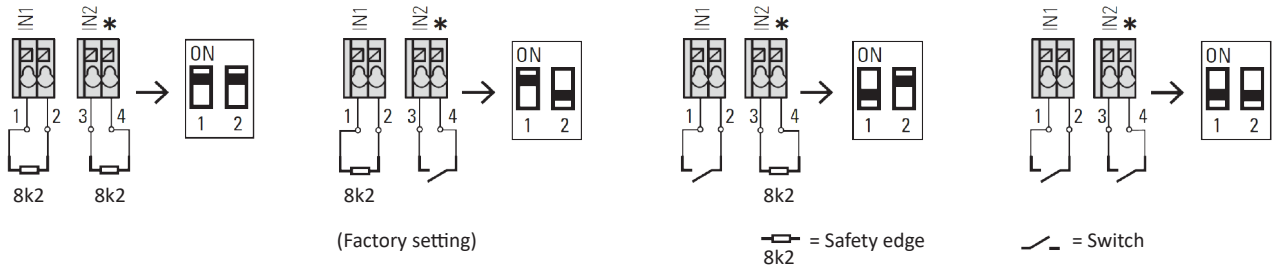 IN1 IN2 * IN1 IN2 * IN1 IN2 * IN1 IN2 *
ON ON ON ON
1 2 3 4 1 2 3 4 1 2 3 4 1 2 3 4
1 2 1 2 1 2 1 2
8k2 8k2 8k2 8k2
(Factory setting) = Safety edge = Switch
8k2